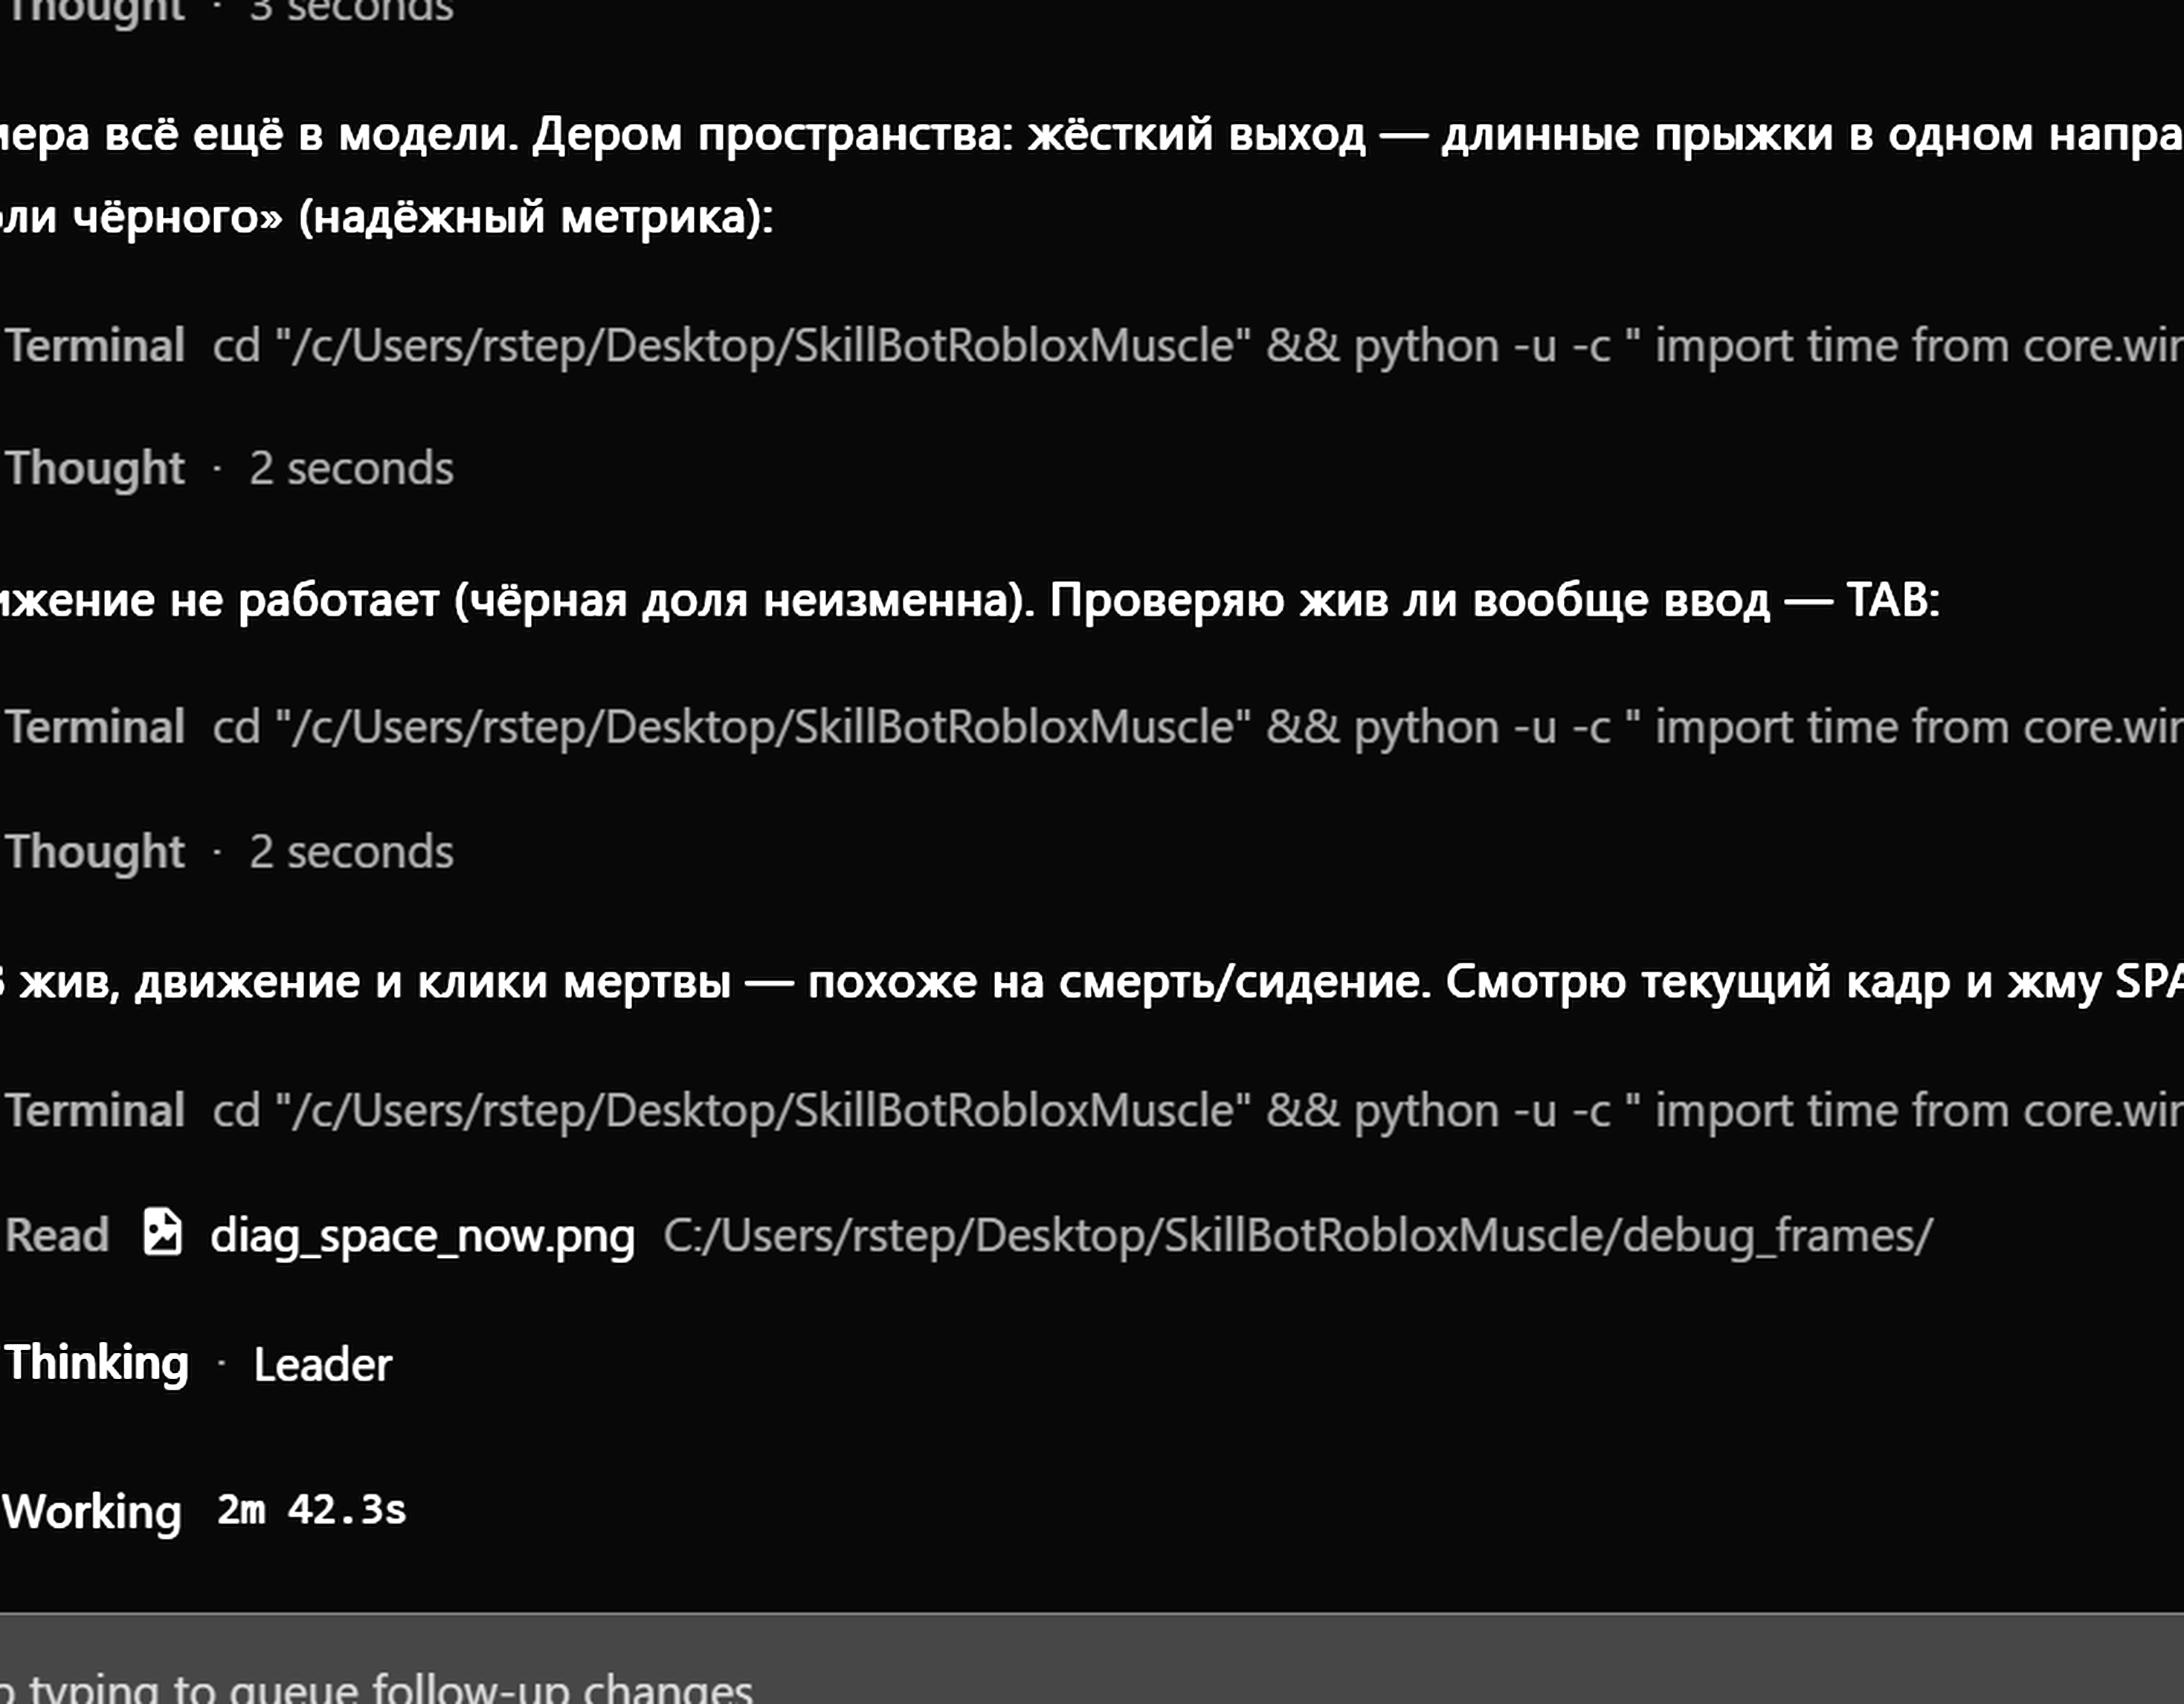 Thought · 3 seconds
мера всё ещё в модели. Дером пространства: жёсткий выход — длинные прыжки в одном напра
оли чёрного» (надёжный метрика):
Terminal cd "/c/Users/rstep/Desktop/SkillBotRobloxMuscle" && python -u -c " import time from core.wir
Thought · 2 seconds
ижение не работает (чёрная доля неизменна). Проверяю жив ли вообще ввод — TAB:
Terminal cd "/c/Users/rstep/Desktop/SkillBotRobloxMuscle" && python -u -c " import time from core.wir
Thought · 2 seconds
жив, движение и клики мертвы — похоже на смерть/сидение. Смотрю текущий кадр и жму SPA
Terminal cd "/c/Users/rstep/Desktop/SkillBotRobloxMuscle" && python -u -c " import time from core.wir
Read diag_space_now.png C:/Users/rstep/Desktop/SkillBotRobloxMuscle/debug_frames/
Thinking · Leader
Working 2m 42.3s
typing to queue follow-up changes